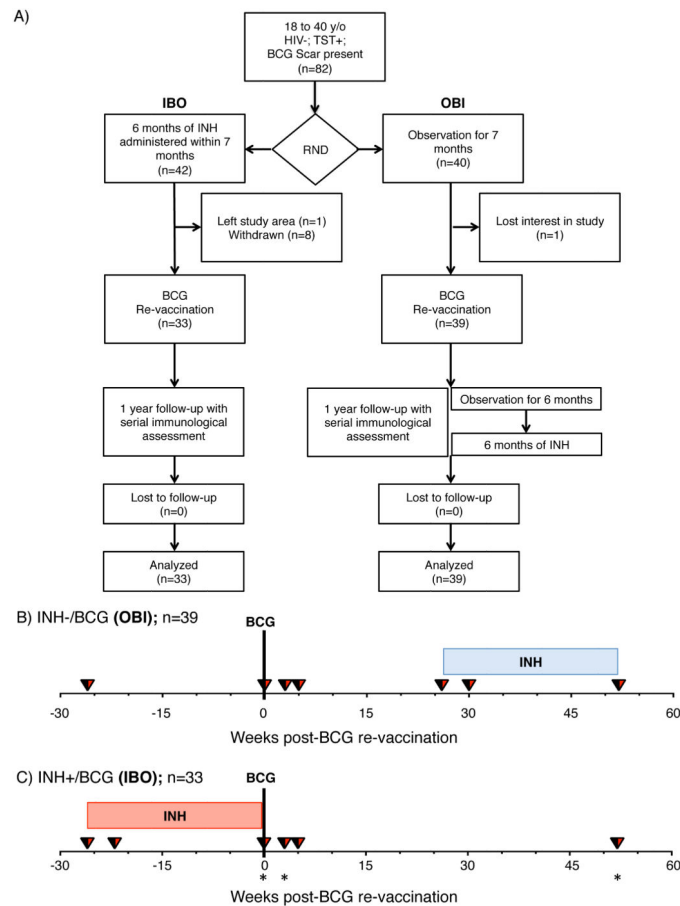 A)
18 to 40 y/o
HIV-; TST+;
BCG Scar present
(n=82)
IBO
OBI
6 months of INH
administered within 7
months
(n=42)
RND
Observation for 7
months
(n=40)
Left study area (n=1)
Withdrawn (n=8)
Lost interest in study
(n=1)
BCG
Re-vaccination
(n=33)
BCG
Re-vaccination
(n=39)
1 year follow-up with
serial immunological
assessment
1 year follow-up with
serial immunological
assessment
Observation for 6 months
6 months of INH
Lost to follow-up
(n=0)
Lost to follow-up
(n=0)
Analyzed
(n=33)
Analyzed
(n=39)
B) INH-/BCG (OBI); n=39
BCG
INH
-30 -15 0 15 30 45 60
Weeks post-BCG re-vaccination
C) INH+/BCG (IBO); n=33
BCG
INH
-30 -15 0 15 30 45 60
* * *
Weeks post-BCG re-vaccination